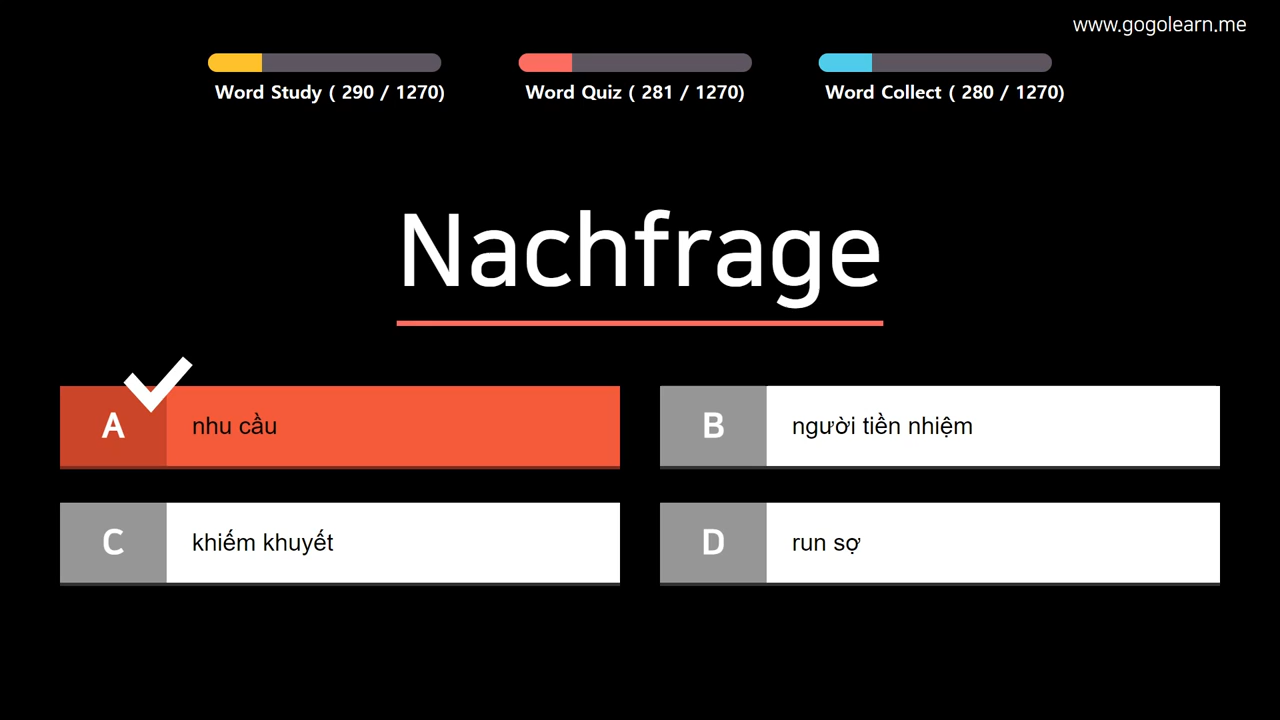 www.gogolearn.me
Word Study ( 290 / 1270)
Word Quiz ( 281 / 1270)
Word Collect ( 280 / 1270)
Nachfrage
A nhu cầu
B người tiền nhiệm
C khiếm khuyết
D run sợ